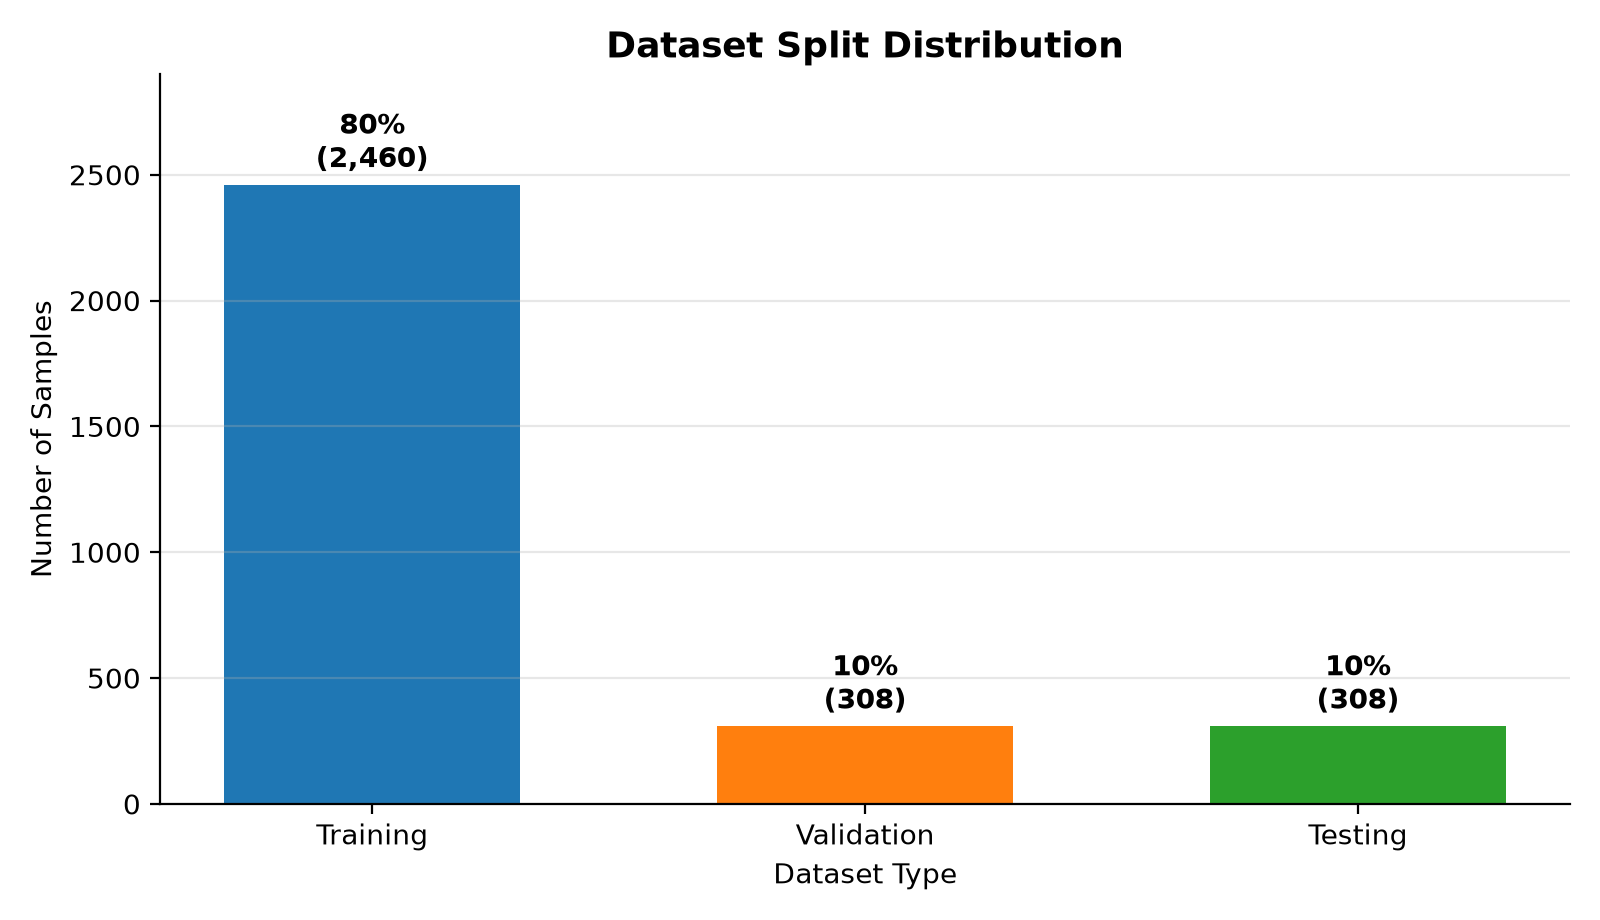 Dataset Split Distribution
Number of Samples
2500
2000
1500
1000
500
0
80%
(2,460)
10%
(308)
10%
(308)
Training
Validation
Testing
Dataset Type